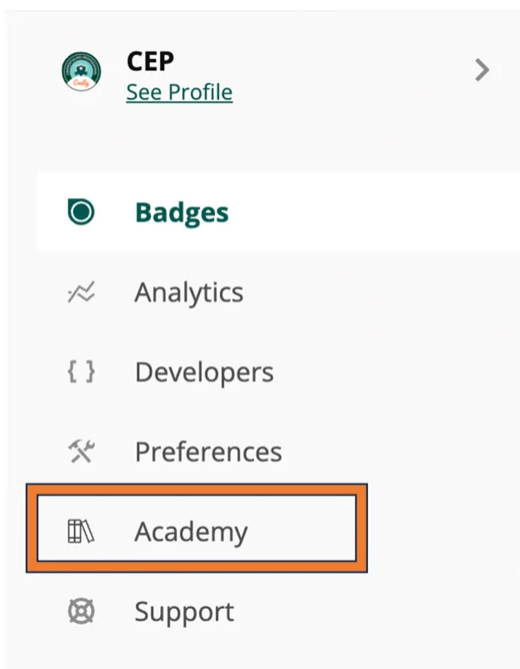 CEP
See Profile
Badges
Analytics
Developers
Preferences
Academy
Support